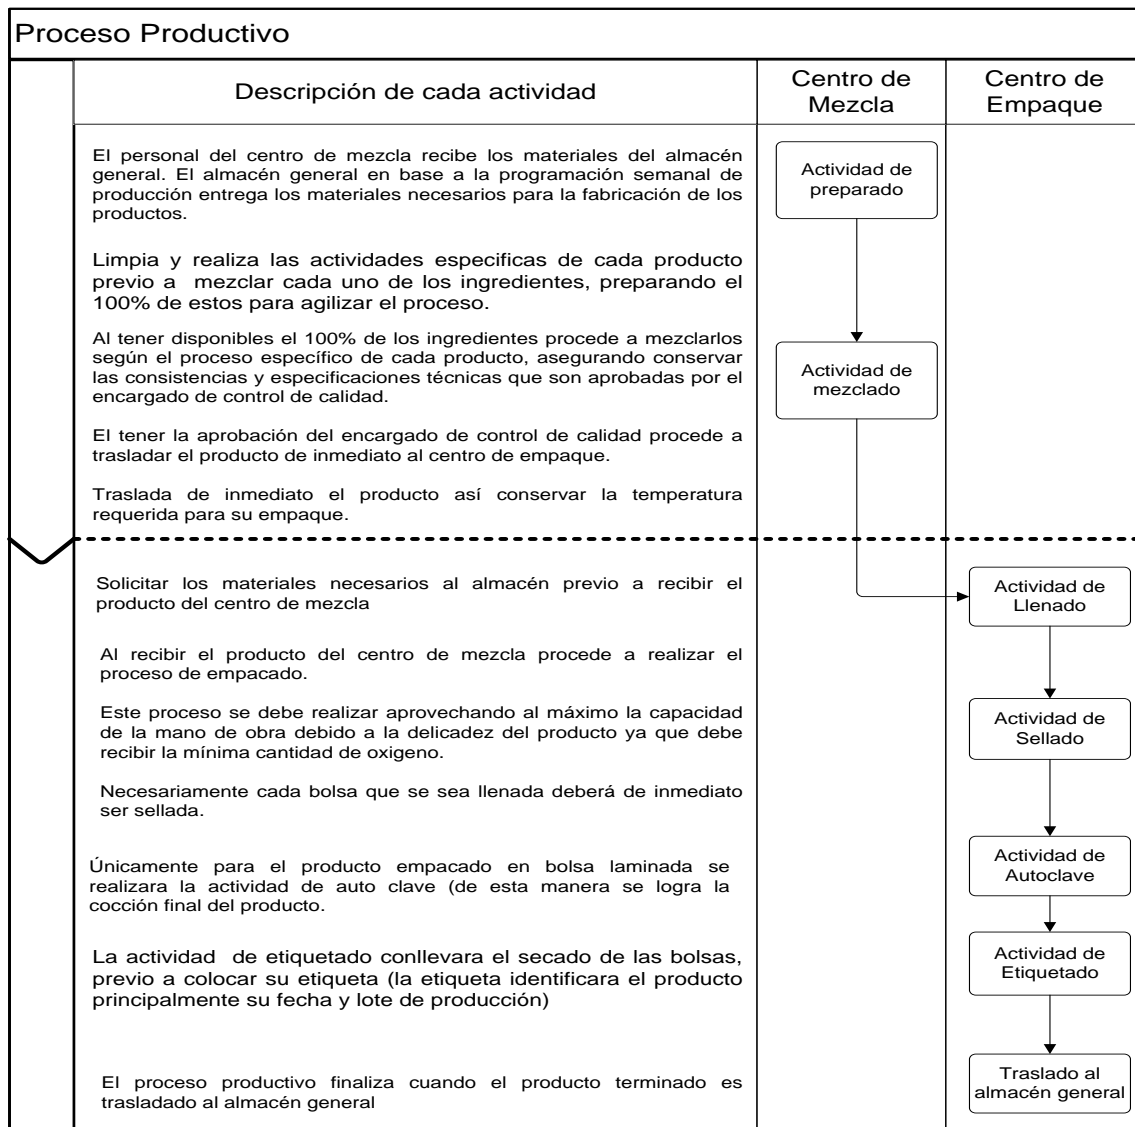 Proceso Productivo
Descripción de cada actividad
Centro de
Mezcla
Centro de
Empaque
El personal del centro de mezcla recibe los materiales del almacén
general. El almacén general en base a la programación semanal de
producción entrega los materiales necesarios para la fabricación de los
productos.
Actividad de
preparado
Limpia y realiza las actividades especificas de cada producto
previo a mezclar cada uno de los ingredientes, preparando el
100% de estos para agilizar el proceso.
Al tener disponibles el 100% de los ingredientes procede a mezclarlos
según el proceso específico de cada producto, asegurando conservar
las consistencias y especificaciones técnicas que son aprobadas por el
encargado de control de calidad.
Actividad de
mezclado
El tener la aprobación del encargado de control de calidad procede a
trasladar el producto de inmediato al centro de empaque.
Traslada de inmediato el producto así conservar la temperatura
requerida para su empaque.
Solicitar los materiales necesarios al almacén previo a recibir el
producto del centro de mezcla
Actividad de
Llenado
Al recibir el producto del centro de mezcla procede a realizar el
proceso de empacado.
Este proceso se debe realizar aprovechando al máximo la capacidad
de la mano de obra debido a la delicadez del producto ya que debe
recibir la mínima cantidad de oxigeno.
Actividad de
Sellado
Necesariamente cada bolsa que se sea llenada deberá de inmediato
ser sellada.
Únicamente para el producto empacado en bolsa laminada se
realizara la actividad de auto clave (de esta manera se logra la
cocción final del producto.
Actividad de
Autoclave
La actividad de etiquetado conllevara el secado de las bolsas,
previo a colocar su etiqueta (la etiqueta identificara el producto
principalmente su fecha y lote de producción)
Actividad de
Etiquetado
El proceso productivo finaliza cuando el producto terminado es
trasladado al almacén general
Traslado al
almacén general